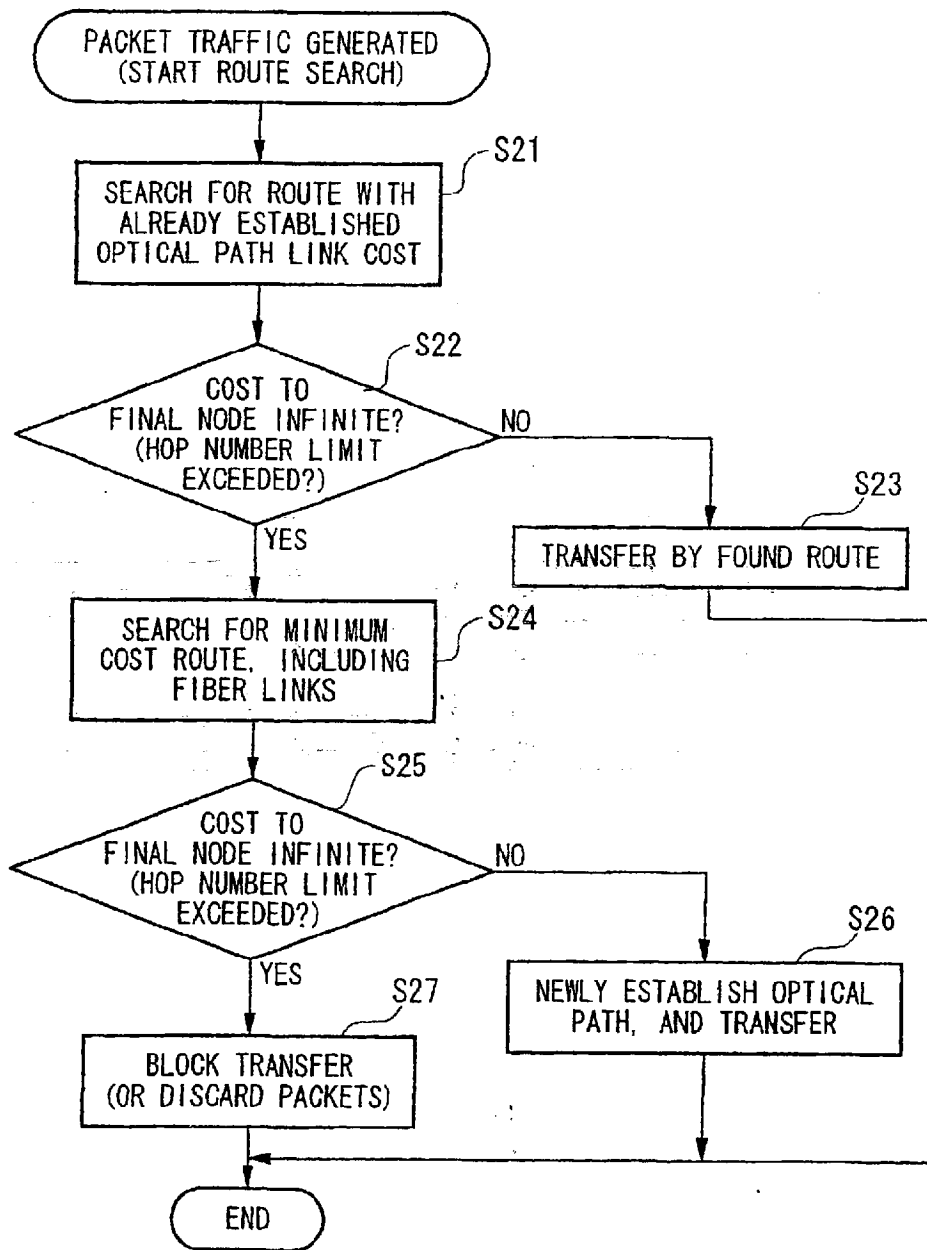 PACKET TRAFFIC GENERATED
(START ROUTE SEARCH)
S21
SEARCH FOR ROUTE WITH
ALREADY ESTABLISHED
OPTICAL PATH LINK COST
S22
COST TO
FINAL NODE INFINITE?
(HOP NUMBER LIMIT
EXCEEDED?)
NO
YES
S23
TRANSFER BY FOUND ROUTE
S24
SEARCH FOR MINIMUM
COST ROUTE, INCLUDING
FIBER LINKS
S25
COST TO
FINAL NODE INFINITE?
(HOP NUMBER LIMIT
EXCEEDED?)
NO
YES
S26
NEWLY ESTABLISH OPTICAL
PATH, AND TRANSFER
S27
BLOCK TRANSFER
(OR DISCARD PACKETS)
END